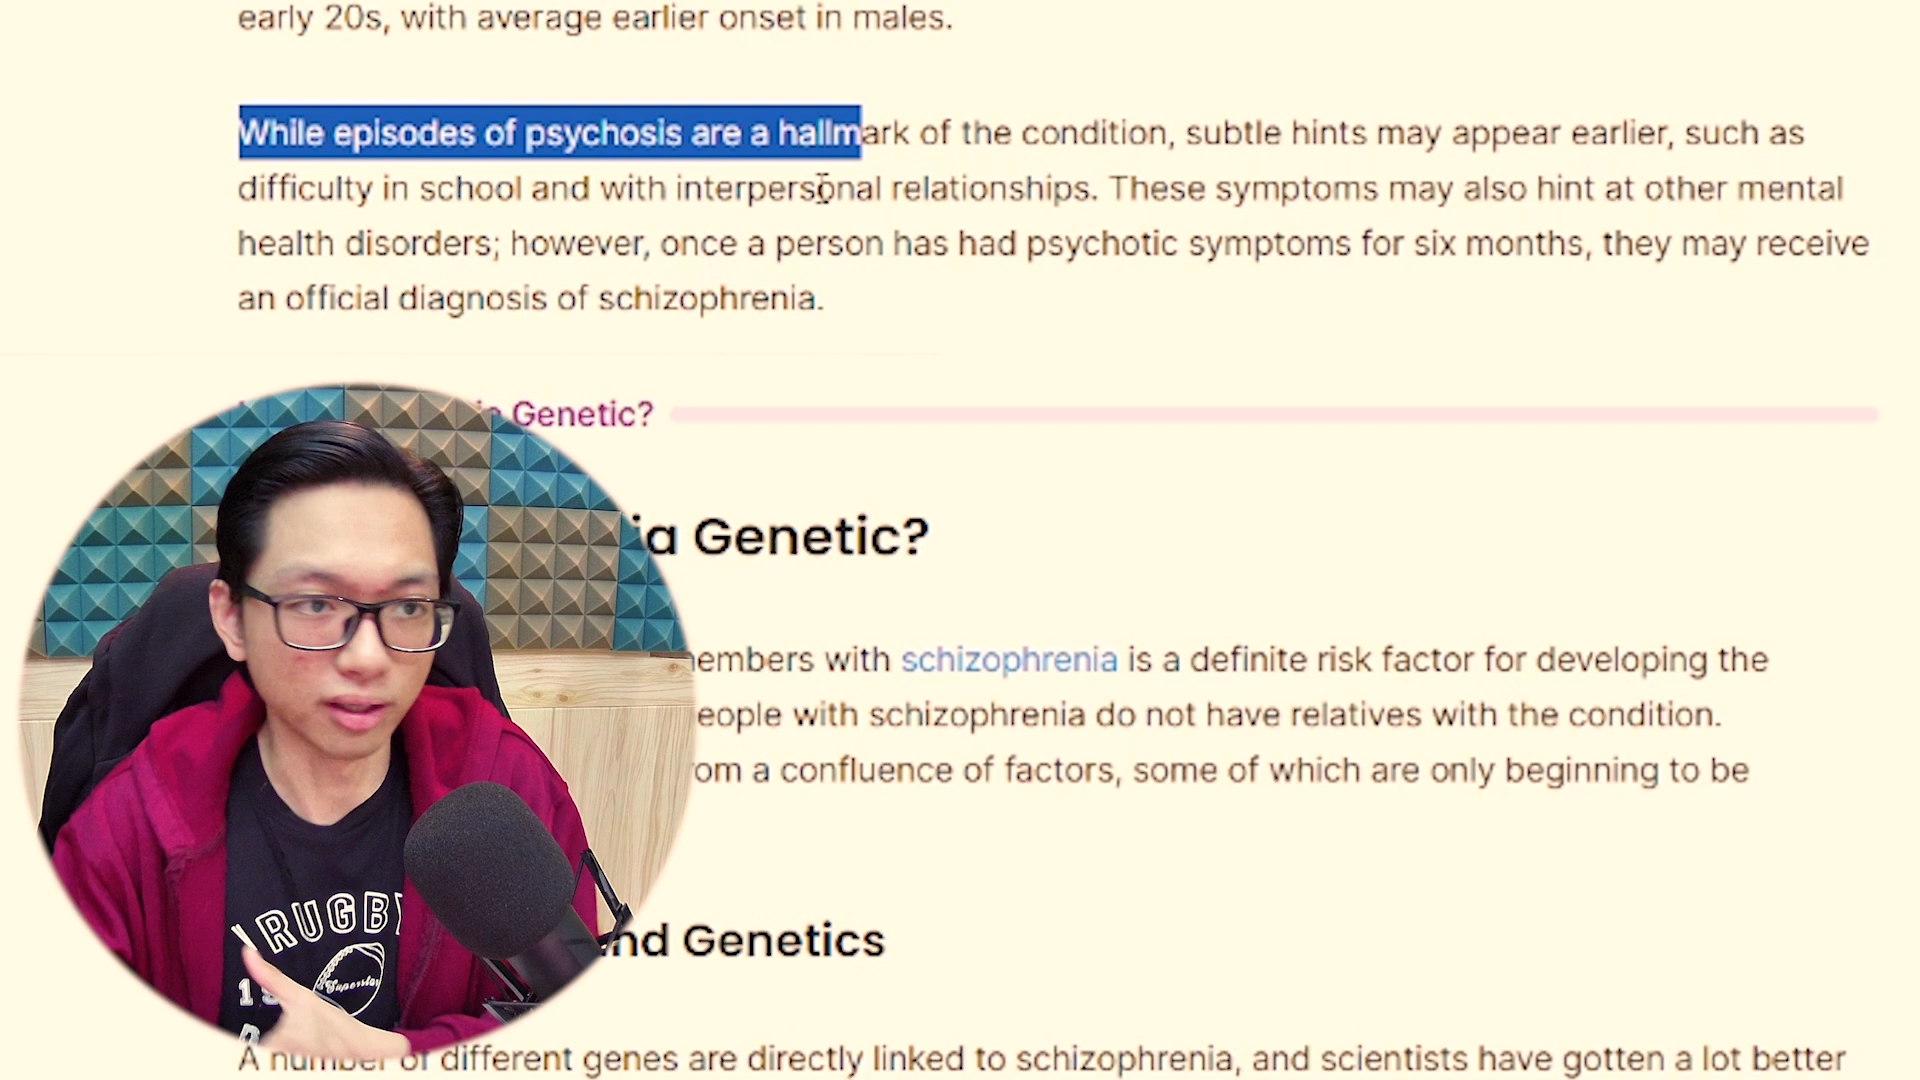 early 20s, with average earlier onset in males.
While episodes of psychosis are a hallmark of the condition, subtle hints may appear earlier, such as
difficulty in school and with interpersonal relationships. These symptoms may also hint at other mental
health disorders; however, once a person has had psychotic symptoms for six months, they may receive
an official diagnosis of schizophrenia.
Genetic?
ia Genetic?
embers with schizophrenia is a definite risk factor for developing the
eople with schizophrenia do not have relatives with the condition.
om a confluence of factors, some of which are only beginning to be
nd Genetics
RUGBY
Superstar
A number of different genes are directly linked to schizophrenia, and scientists have gotten a lot better